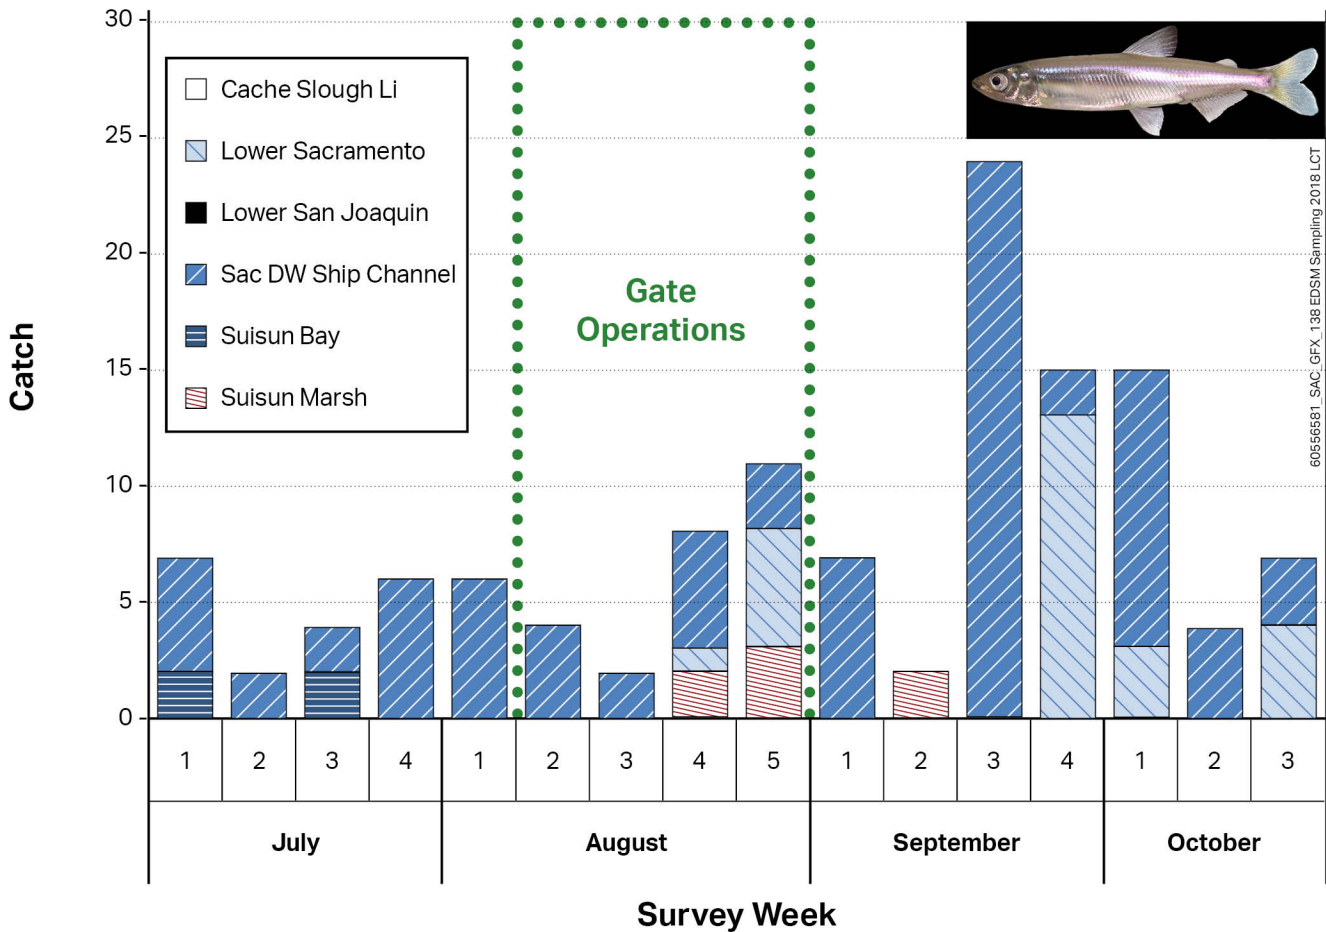 30
25
20
15
10
5
0
Catch
Cache Slough Li
Lower Sacramento
Lower San Joaquin
Sac DW Ship Channel
Suisun Bay
Suisun Marsh
Gate
Operations
60556581_SAC_GFX_138 EDSM Sampling 2018 LCT
1 2 3 4 1 2 3 4 5 1 2 3 4 1 2 3
July August September October
Survey Week